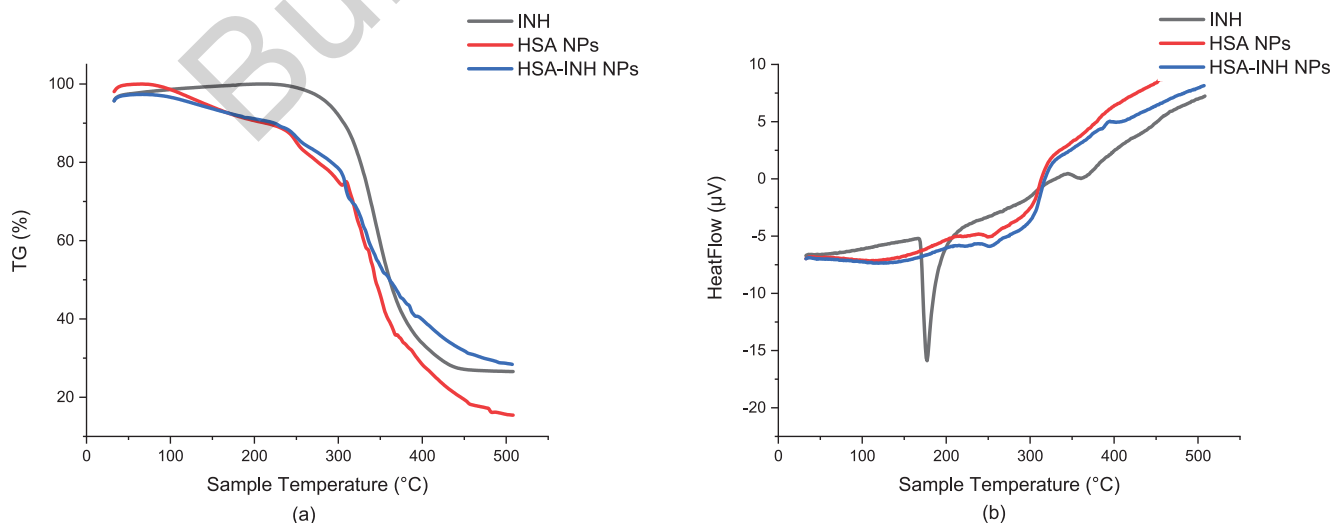 INH
HSA NPs
HSA-INH NPs
100
80
60
40
20
TG (%)
0
100
200
300
400
500
Sample Temperature (°C)
(a)
INH
HSA NPs
HSA-INH NPs
10
5
0
-5
-10
-15
-20
HeatFlow (μV)
0
100
200
300
400
500
Sample Temperature (°C)
(b)